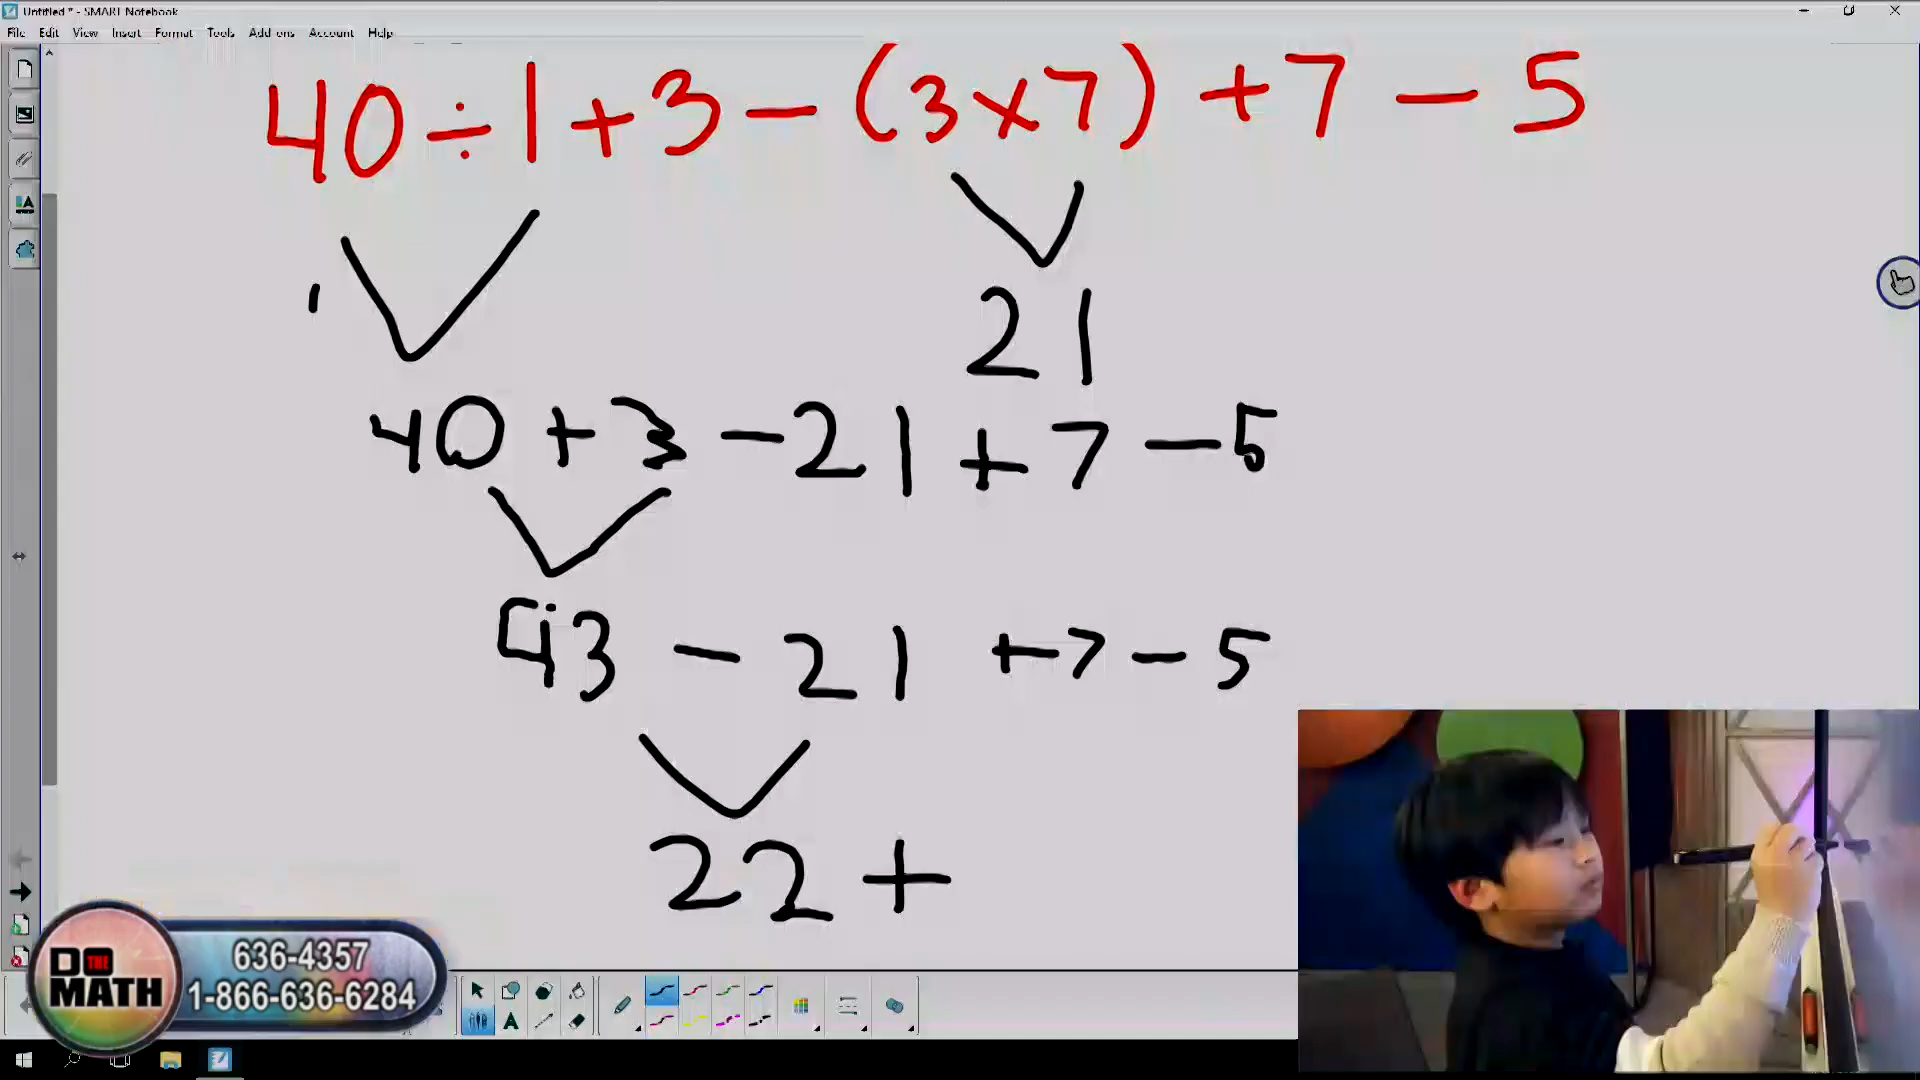 Untitled * - SMART Notebook
File Edit View Insert Format Tools Add-ons Account Help
40 ÷ 1 + 3 - (3 x 7) + 7 - 5
21
40 + 3 - 21 + 7 - 5
43 - 21 + 7 - 5
22 +
DO THE MATH
636-4357
1-866-636-6284